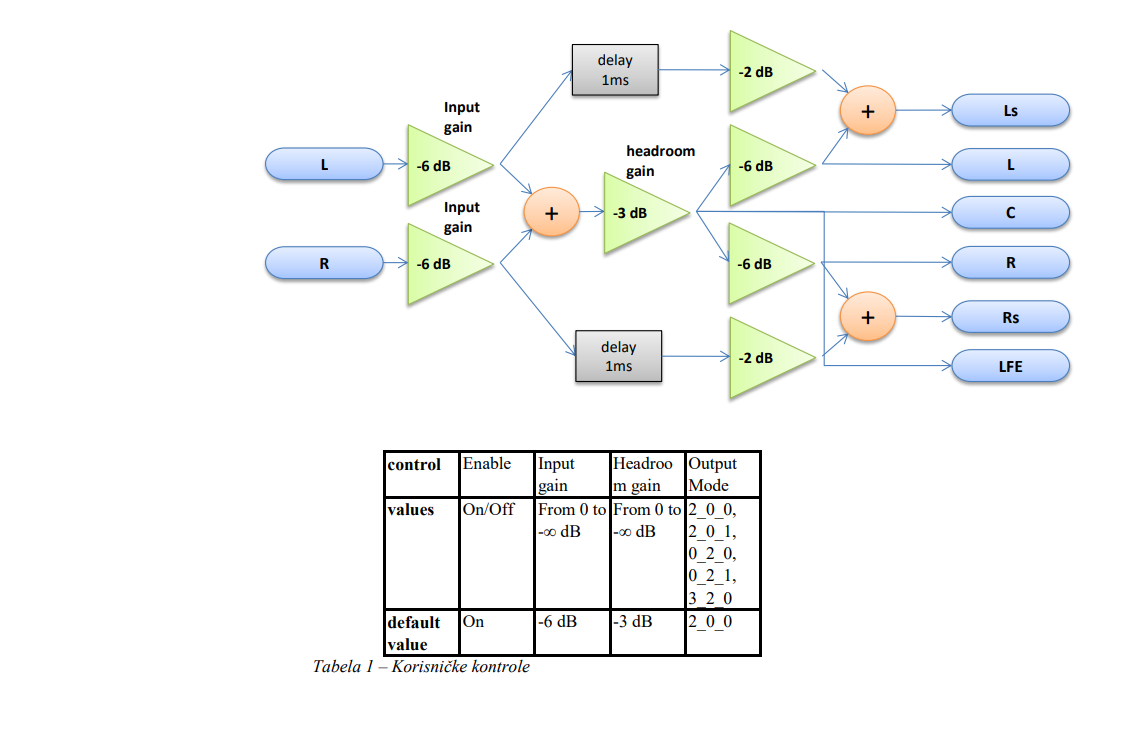 delay
1ms
-2 dB
+
Ls
Input
gain
L
-6 dB
headroom
gain
-6 dB
L
Input
gain
+
-3 dB
C
R
-6 dB
-6 dB
R
+
Rs
delay
1ms
-2 dB
LFE
control Enable Input
gain Headroo
m gain Output
Mode
values On/Off From 0 to
-∞ dB From 0 to
-∞ dB 2_0_0,
2_0_1,
0_2_0,
0_2_1,
3_2_0
default
value On -6 dB -3 dB 2_0_0
Tabela 1 – Korisničke kontrole